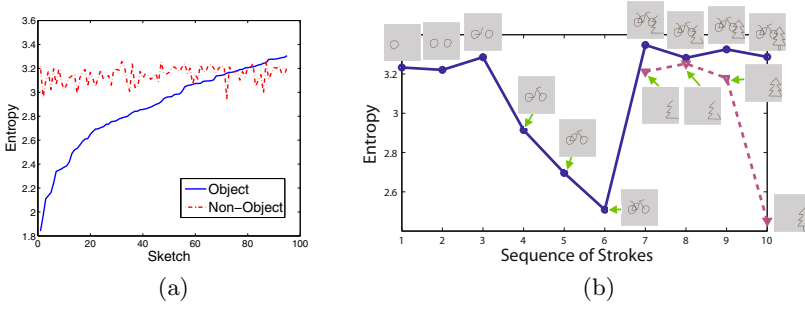 Entropy
3.6
3.4
3.2
3
2.8
2.6
2.4
2.2
2
1.8
0 20 40 60 80 100
Sketch
Object
Non-Object
(a)
Entropy
3.2
2.8
2.6
1 2 3 4 5 6 7 8 9 10
Sequence of Strokes
(b)